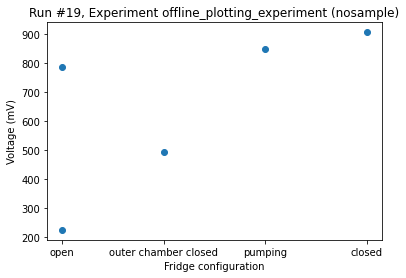 Run #19, Experiment offline_plotting_experiment (nosample)
900
800
700
600
500
400
300
200
Voltage (mV)
open
outer chamber closed
pumping
closed
Fridge configuration